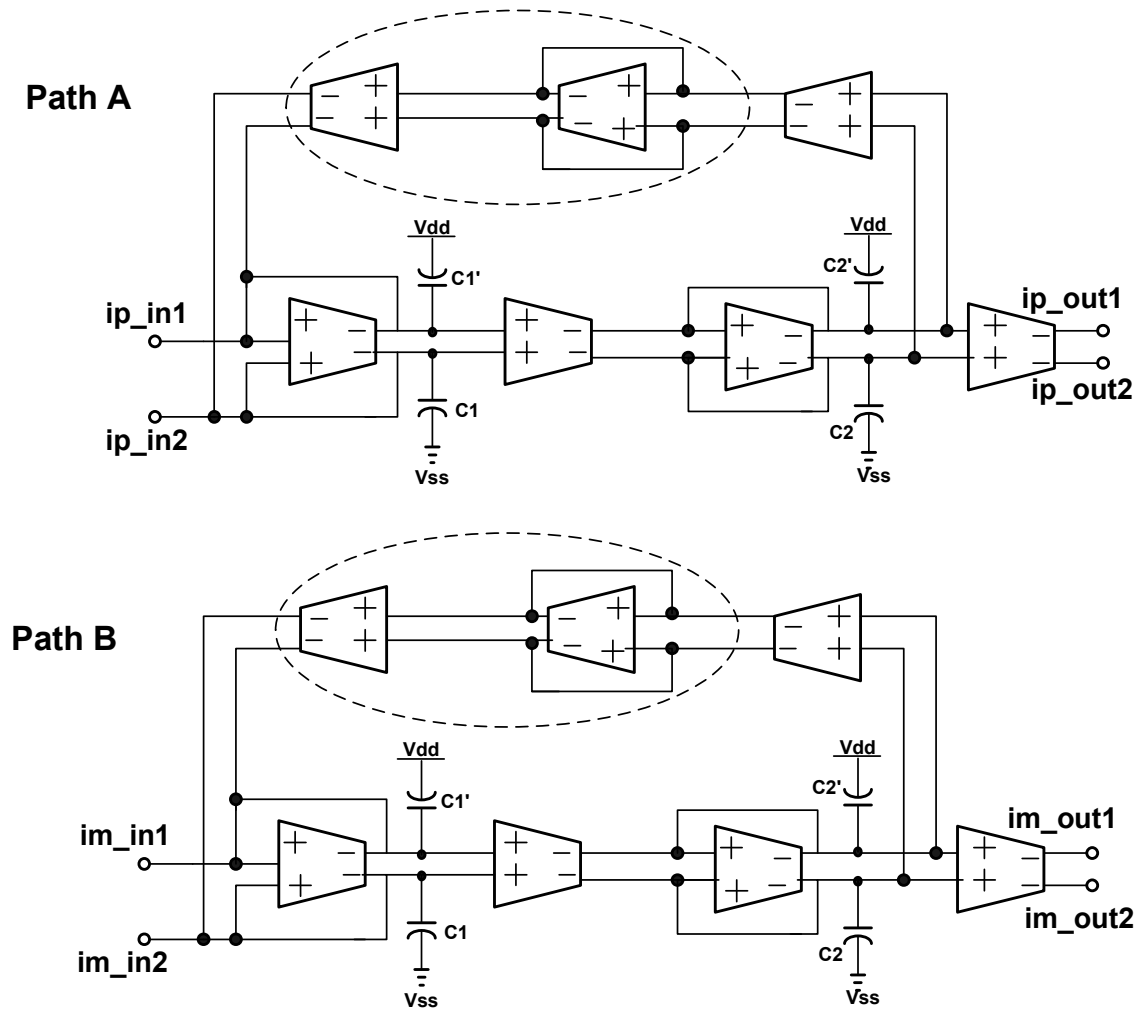 Path A
Vdd
Vdd
C1'
C2'
ip_in1
ip_out1
ip_in2
C1
C2
ip_out2
Vss
Vss
Path B
Vdd
Vdd
C1'
C2'
im_in1
im_out1
im_in2
C1
C2
im_out2
Vss
Vss